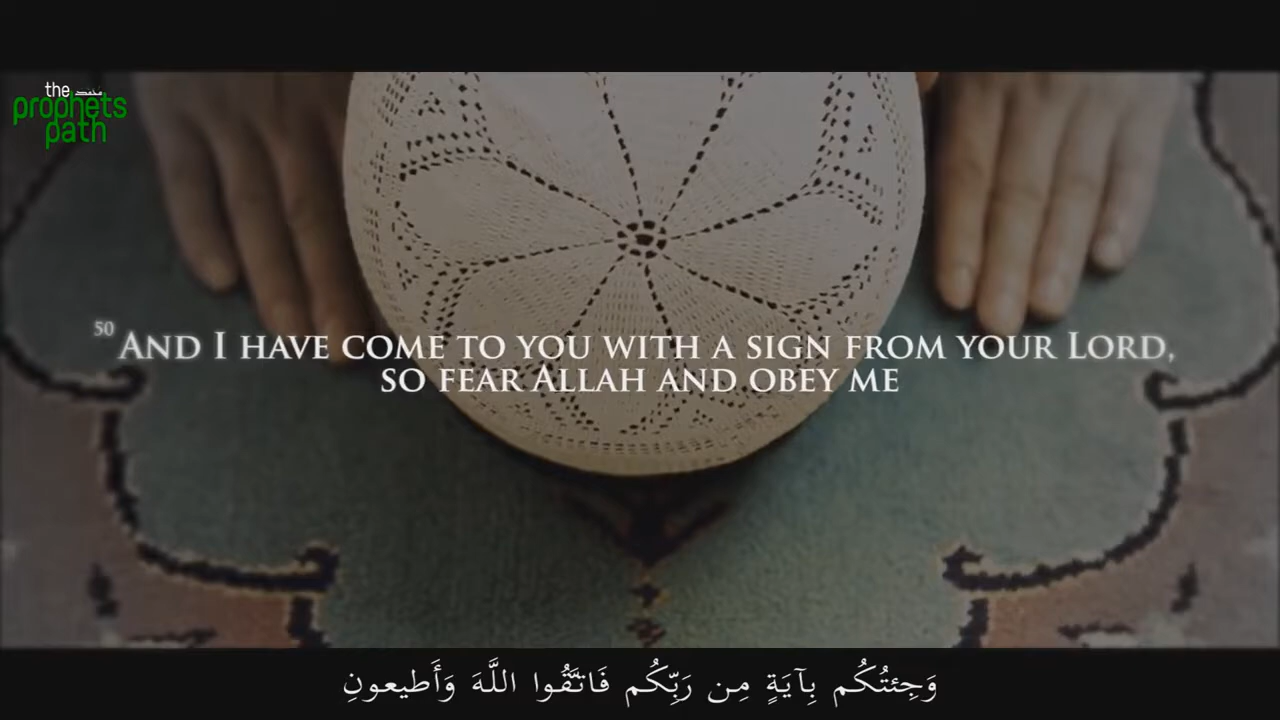 the محمد
prophets
path
50 AND I HAVE COME TO YOU WITH A SIGN FROM YOUR LORD,
SO FEAR ALLAH AND OBEY ME
وَجِئتُكُم بِآيَةٍ مِن رَبِّكُم فَاتَّقُوا اللَّهَ وَأَطيعونِ